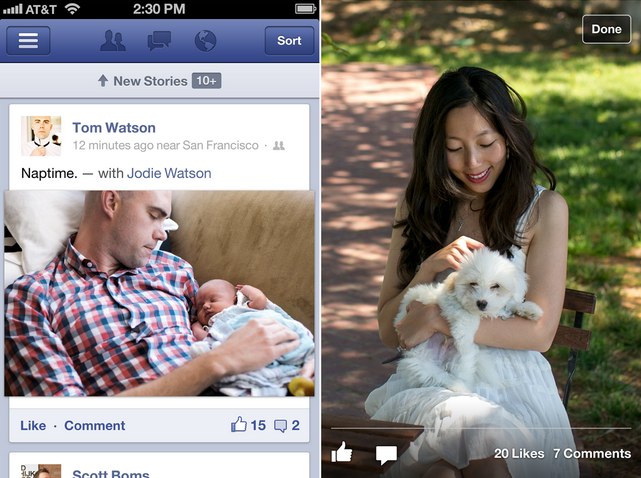 AT&T 2:30 PM
Sort
New Stories 10+
Tom Watson
12 minutes ago near San Francisco ·
Naptime. — with Jodie Watson
Like · Comment 15 2
Scott Boms
Done
20 Likes 7 Comments